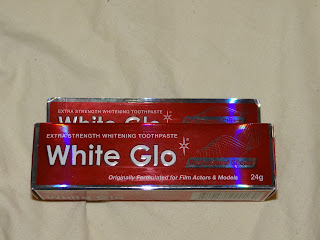 EXTRA STRENGTH WHITENING TOOTHPASTE
White Glo
EXTRA STRENGTH WHITENING TOOTHPASTE
White Glo
Originally Formulated for Film Actors & Models
24g